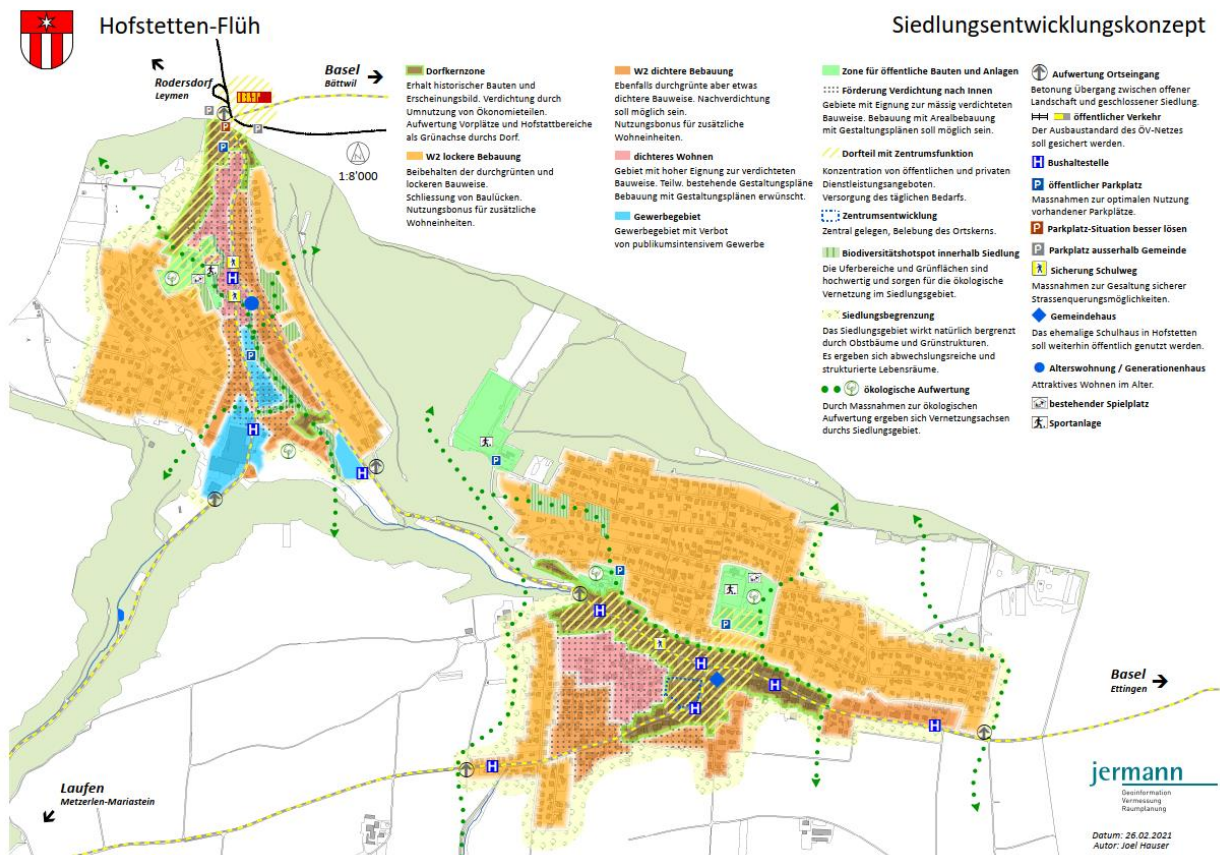 Hofstetten-Flüh
Siedlungsentwicklungskonzept
Rodersdorf
Leymen
Basel
Bättwil
1:8'000
Dorfkernzone
Erhalt historischer Bauten und
Erscheinungsbild. Verdichtung durch
Umnutzung von Ökonomieteilen.
Aufwertung Vorplätze und Hofstattbereiche
als Grünachse durchs Dorf.
W2 lockere Bebauung
Beibehalten der durchgrünten und
lockeren Bauweise.
Schliessung von Baulücken.
Nutzungsbonus für zusätzliche
Wohneinheiten.
W2 dichtere Bebauung
Ebenfalls durchgrünte aber etwas
dichtere Bauweise. Nachverdichtung
soll möglich sein.
Nutzungsbonus für zusätzliche
Wohneinheiten.
dichteres Wohnen
Gebiet mit hoher Eignung zur verdichteten
Bauweise. Teilw. bestehende Gestaltungspläne
Bebauung mit Gestaltungsplänen erwünscht.
Gewerbegebiet
Gewerbegebiet mit Verbot
von publikumsintensivem Gewerbe
Zone für öffentliche Bauten und Anlagen
Förderung Verdichtung nach Innen
Gebiete mit Eignung zur mässig verdichteten
Bauweise. Bebauung mit Arealbebauung
mit Gestaltungsplänen soll möglich sein.
Dorfteil mit Zentrumsfunktion
Konzentration von öffentlichen und privaten
Dienstleistungsangeboten.
Versorgung des täglichen Bedarfs.
Zentrumsentwicklung
Zentral gelegen, Belebung des Ortskerns.
Biodiversitätshotspot innerhalb Siedlung
Die Uferbereiche und Grünflächen sind
hochwertig und sorgen für die ökologische
Vernetzung im Siedlungsgebiet.
Siedlungsbegrenzung
Das Siedlungsgebiet wirkt natürlich bergrenzt
durch Obstbäume und Grünstrukturen.
Es ergeben sich abwechslungsreiche und
strukturierte Lebensräume.
ökologische Aufwertung
Durch Massnahmen zur ökologischen
Aufwertung ergeben sich Vernetzungsachsen
durchs Siedlungsgebiet.
Aufwertung Ortseingang
Betonung Übergang zwischen offener
Landschaft und geschlossener Siedlung.
öffentlicher Verkehr
Der Ausbaustandard des ÖV-Netzes
soll gesichert werden.
H Bushaltestelle
P öffentlicher Parkplatz
Massnahmen zur optimalen Nutzung
vorhandener Parkplätze.
P Parkplatz-Situation besser lösen
P Parkplatz ausserhalb Gemeinde
Sicherung Schulweg
Massnahmen zur Gesaltung sicherer
Strassenquerungsmöglichkeiten.
Gemeindehaus
Das ehemalige Schulhaus in Hofstetten
soll weiterhin öffentlich genutzt werden.
Alterswohnung / Generationenhaus
Attraktives Wohnen im Alter.
bestehender Spielplatz
Sportanlage
Basel
Ettingen
Laufen
Metzerlen-Mariastein
jermann
Geoinformation
Vermessung
Raumplanung
Datum: 26.02.2021
Autor: Joel Hauser